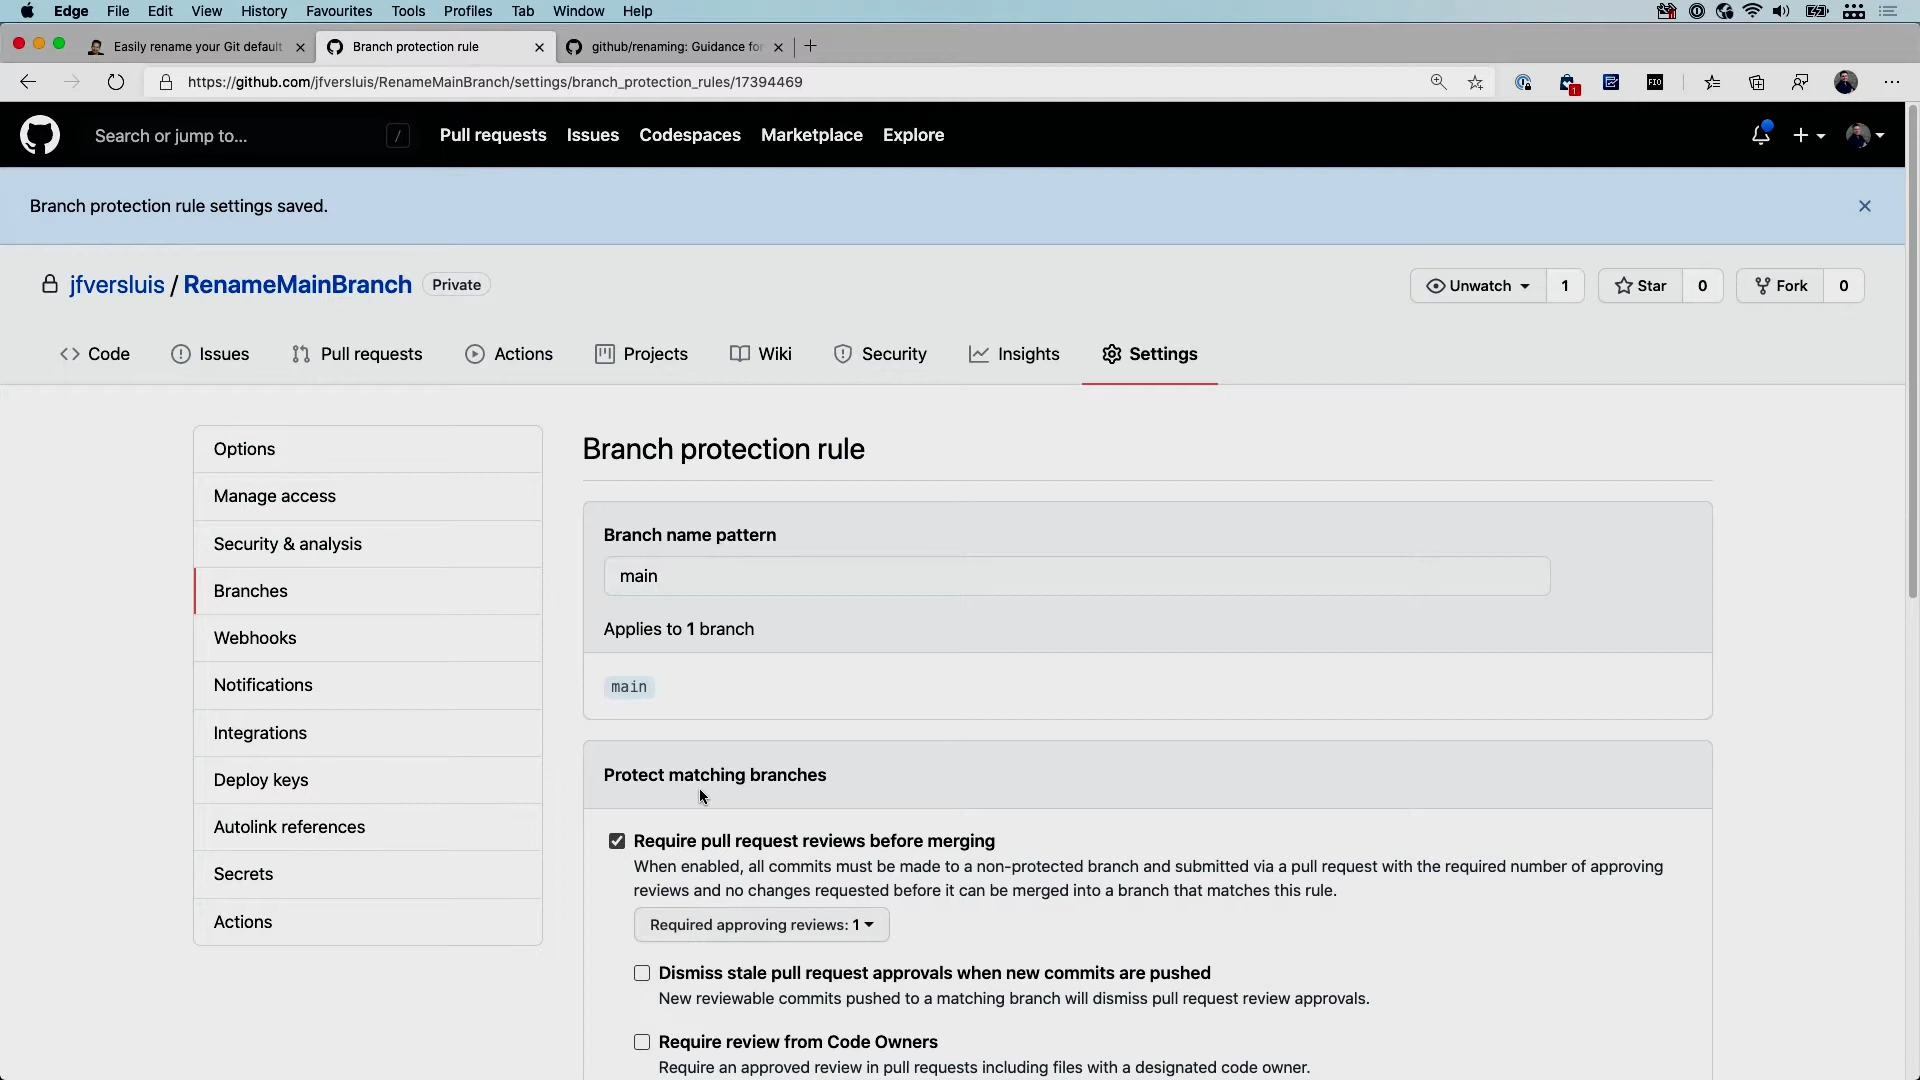 Edge File Edit View History Favourites Tools Profiles Tab Window Help
Easily rename your Git default
Branch protection rule
github/renaming: Guidance for
https://github.com/jfversluis/RenameMainBranch/settings/branch_protection_rules/17394469
1
FIO
Search or jump to... /
Pull requests Issues Codespaces Marketplace Explore
Branch protection rule settings saved.
jfversluis / RenameMainBranch Private
Unwatch 1 Star 0 Fork 0
Code Issues Pull requests Actions Projects Wiki Security Insights Settings
Options
Manage access
Security & analysis
Branches
Webhooks
Notifications
Integrations
Deploy keys
Autolink references
Secrets
Actions
Branch protection rule
Branch name pattern
main
Applies to 1 branch
main
Protect matching branches
Require pull request reviews before merging
When enabled, all commits must be made to a non-protected branch and submitted via a pull request with the required number of approving
reviews and no changes requested before it can be merged into a branch that matches this rule.
Required approving reviews: 1
Dismiss stale pull request approvals when new commits are pushed
New reviewable commits pushed to a matching branch will dismiss pull request review approvals.
Require review from Code Owners
Require an approved review in pull requests including files with a designated code owner.